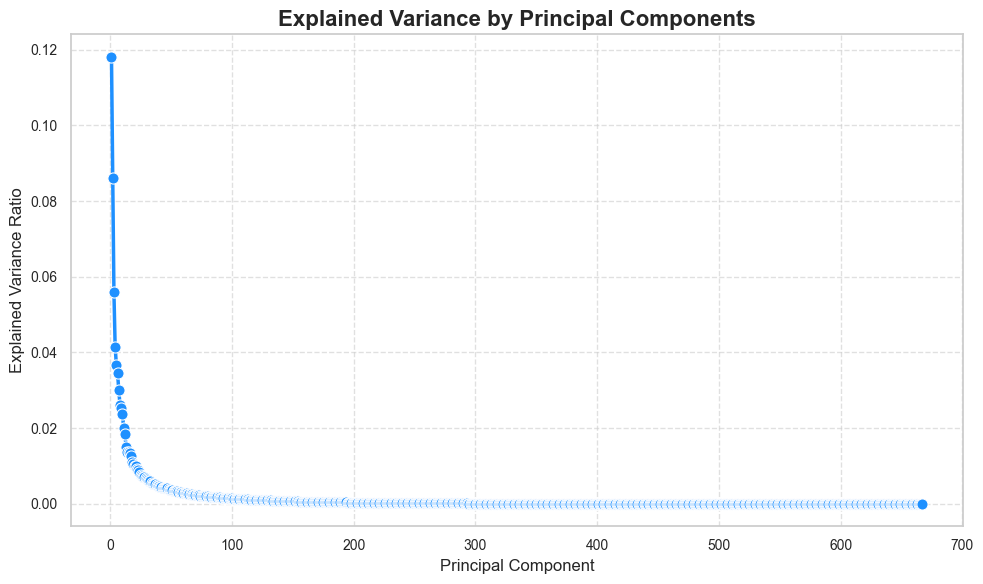 Explained Variance by Principal Components
Explained Variance Ratio
0.12
0.10
0.08
0.06
0.04
0.02
0.00
0 100 200 300 400 500 600 700
Principal Component